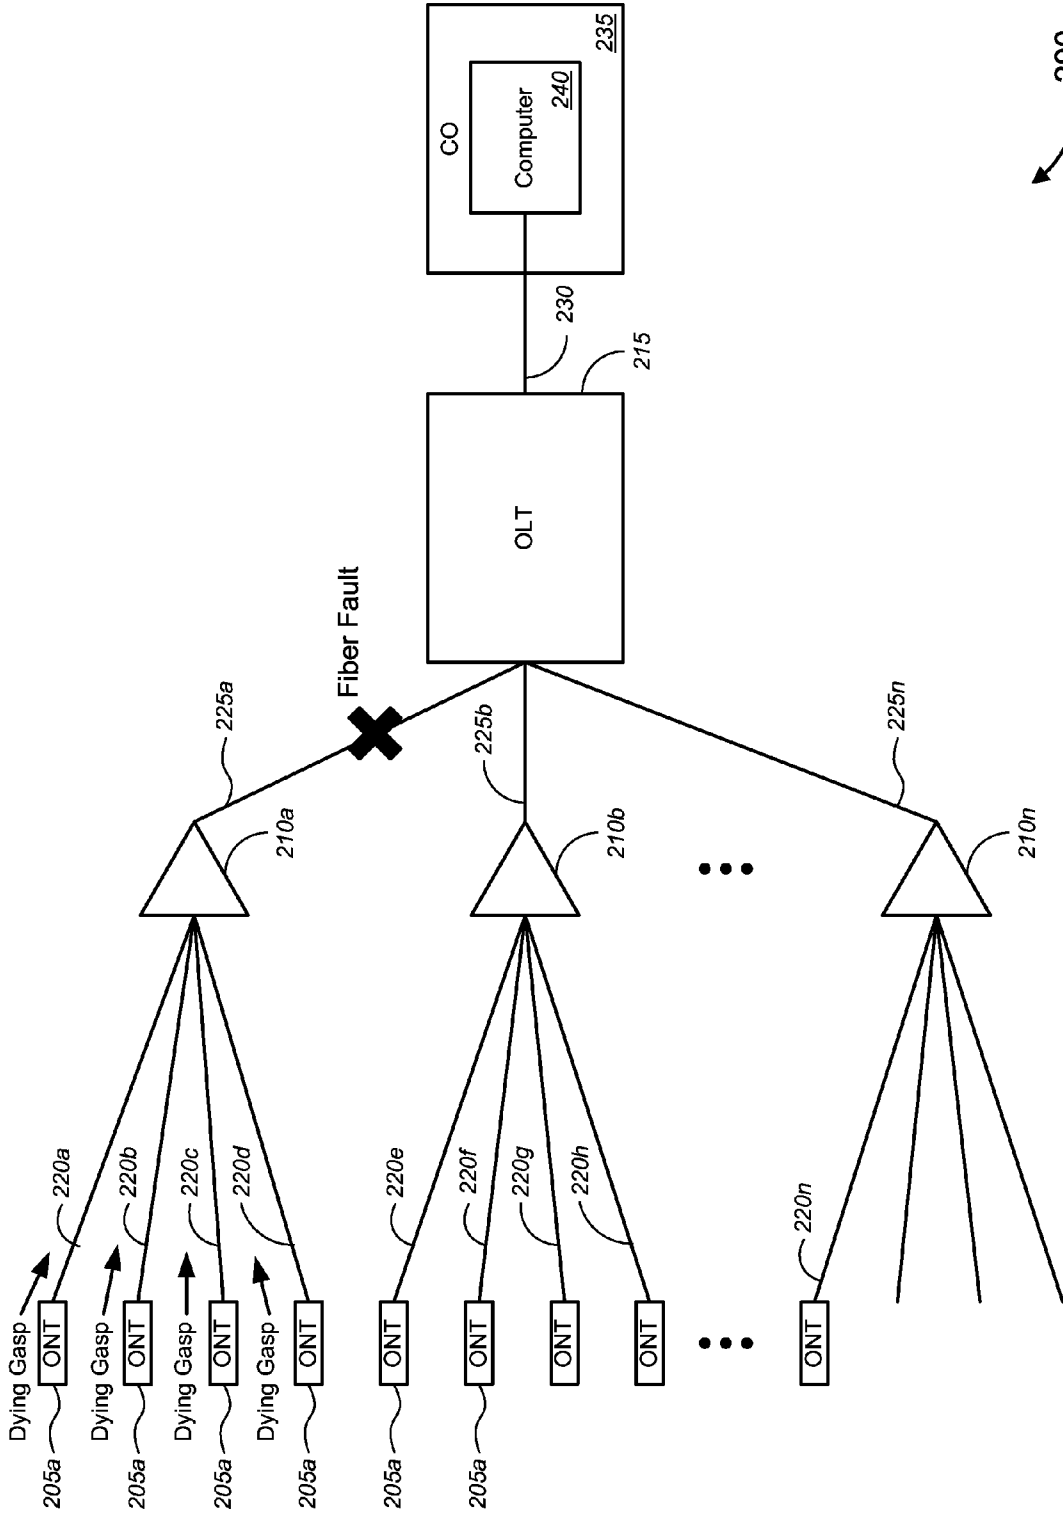 Dying Gasp
ONT
205a
220a
Dying Gasp
ONT
205a
220b
Dying Gasp
ONT
205a
220c
Dying Gasp
ONT
205a
220d
ONT
205a
220e
ONT
205a
220f
ONT
220g
ONT
220h
ONT
220n
210a
210b
210n
225a
225b
225n
Fiber Fault
OLT
215
230
CO
Computer
240
235